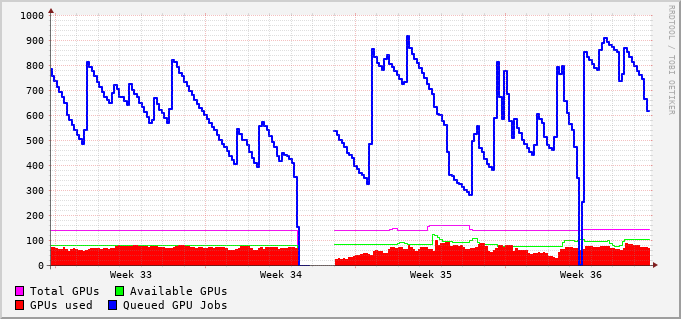 1000
900
800
700
600
500
400
300
200
100
0
Week 33 Week 34 Week 35 Week 36
Total GPUs Available GPUs
GPUs used Queued GPU Jobs
RRDTOOL / TOBI OETIKER